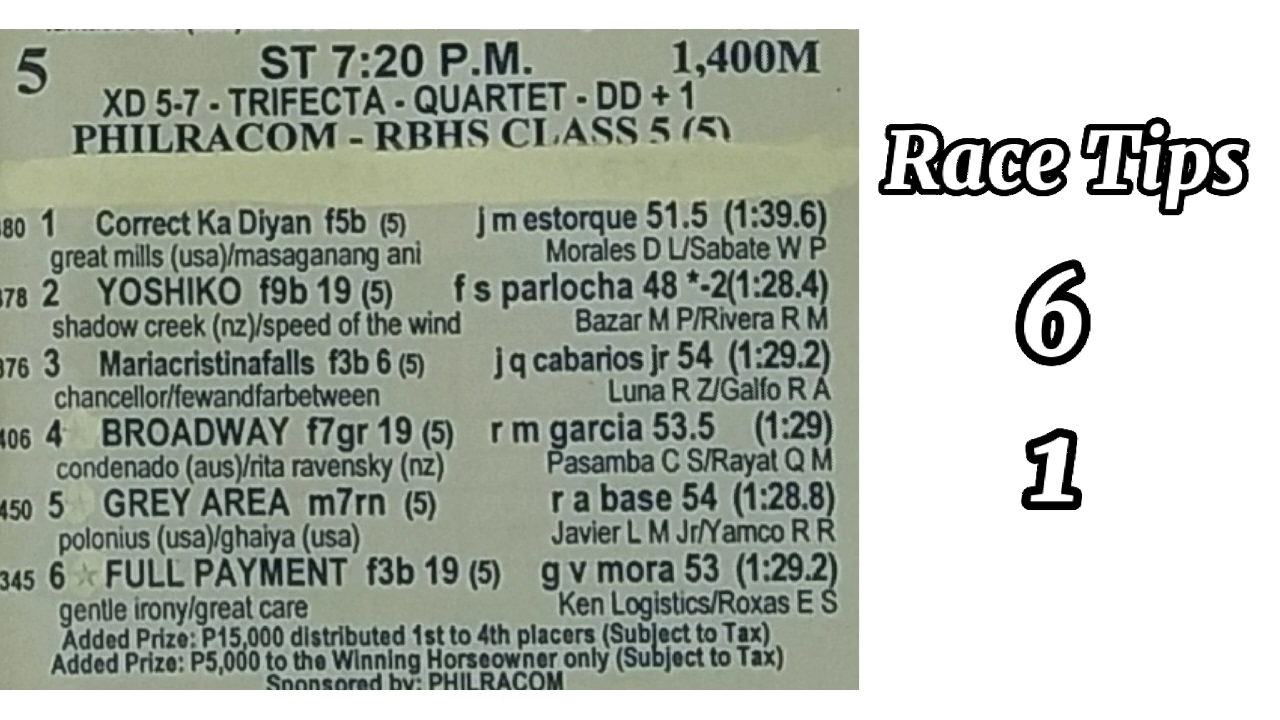 5 ST 7:20 P.M. 1,400M
XD 5-7 - TRIFECTA - QUARTET - DD + 1
PHILRACOM - RBHS CLASS 5 (5)
80 1 Correct Ka Diyan f5b (5) j m estorque 51.5 (1:39.6)
great mills (usa)/masaganang ani Morales D L/Sabate W P
78 2 YOSHIKO f9b 19 (5) f s parlocha 48 *-2(1:28.4)
shadow creek (nz)/speed of the wind Bazar M P/Rivera R M
76 3 Mariacristinafalls f3b 6 (5) j q cabarios jr 54 (1:29.2)
chancellor/fewandfarbetween Luna R Z/Galfo R A
406 4 BROADWAY f7gr 19 (5) r m garcia 53.5 (1:29)
condenado (aus)/rita ravensky (nz) Pasamba C S/Rayat Q M
450 5 GREY AREA m7rn (5) r a base 54 (1:28.8)
polonius (usa)/ghaiya (usa) Javier L M Jr/Yamco R R
345 6 ☆ FULL PAYMENT f3b 19 (5) g v mora 53 (1:29.2)
gentle irony/great care Ken Logistics/Roxas E S
Added Prize: P15,000 distributed 1st to 4th placers (Subject to Tax)
Added Prize: P5,000 to the Winning Horseowner only (Subject to Tax)
Sponsored by: PHILRACOM
Race Tips
6
1